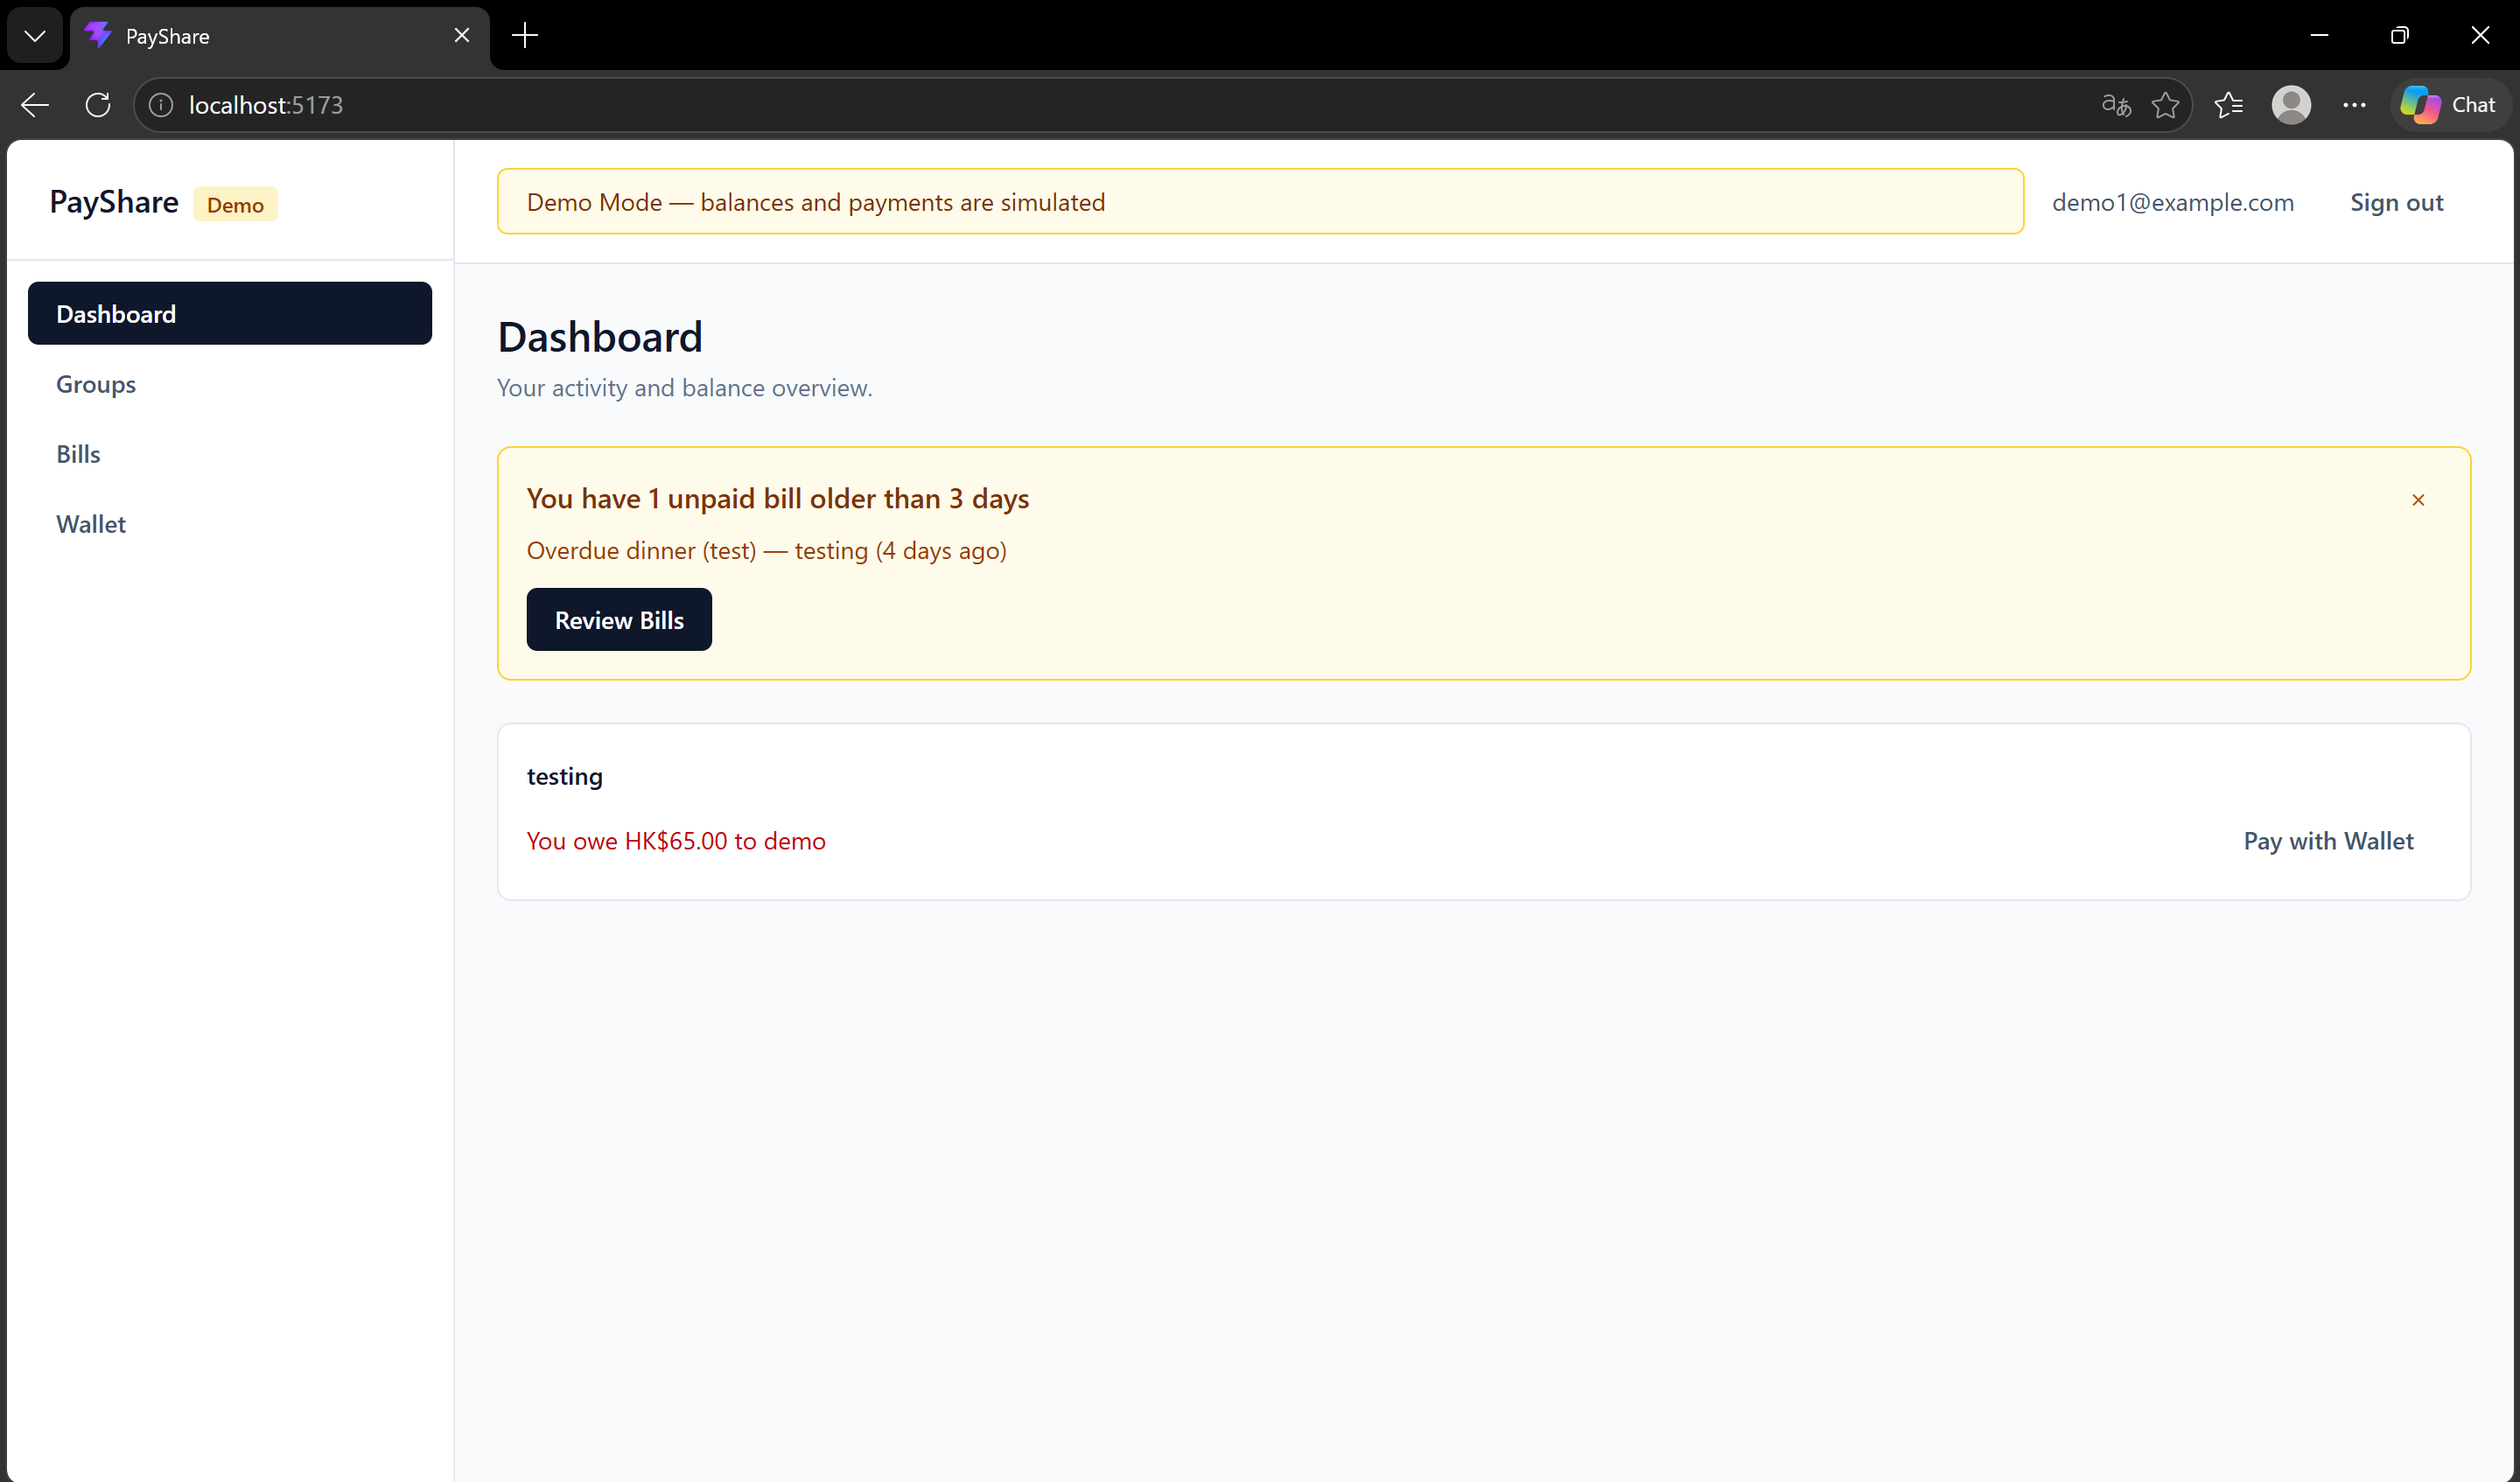 PayShare
localhost:5173
Chat
PayShare Demo
Demo Mode — balances and payments are simulated
demo1@example.com
Sign out
Dashboard
Groups
Bills
Wallet
Dashboard
Your activity and balance overview.
You have 1 unpaid bill older than 3 days
Overdue dinner (test) — testing (4 days ago)
Review Bills
testing
You owe HK$65.00 to demo
Pay with Wallet